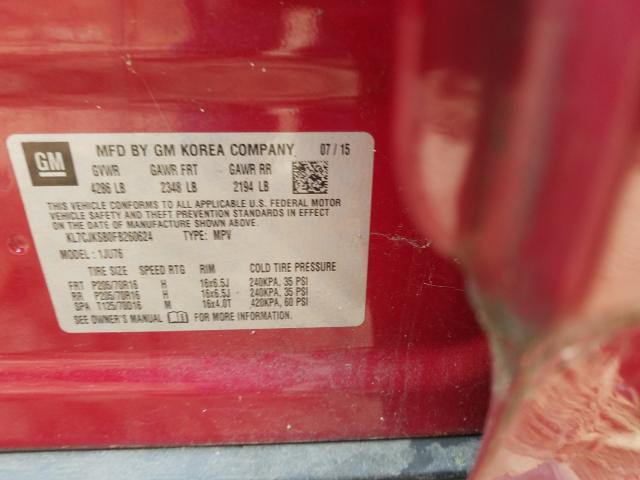 GM
MFD BY GM KOREA COMPANY 07/15
GVWR GAWR FRT GAWR RR
4286 LB 2348 LB 2194 LB
THIS VEHICLE CONFORMS TO ALL APPLICABLE U.S. FEDERAL MOTOR
VEHICLE SAFETY AND THEFT PREVENTION STANDARDS IN EFFECT
ON THE DATE OF MANUFACTURE SHOWN ABOVE.
KL7CJKSB0FB260624 TYPE: MPV
MODEL: 1JU76
TIRE SIZE SPEED RTG RIM COLD TIRE PRESSURE
FRT P205/70R16 H 16x6.5J 240KPA, 35 PSI
RR P205/70R16 H 16x6.5J 240KPA, 35 PSI
SPA T125/70D16 M 16x4.0T 420KPA, 60 PSI
SEE OWNER'S MANUAL FOR MORE INFORMATION.